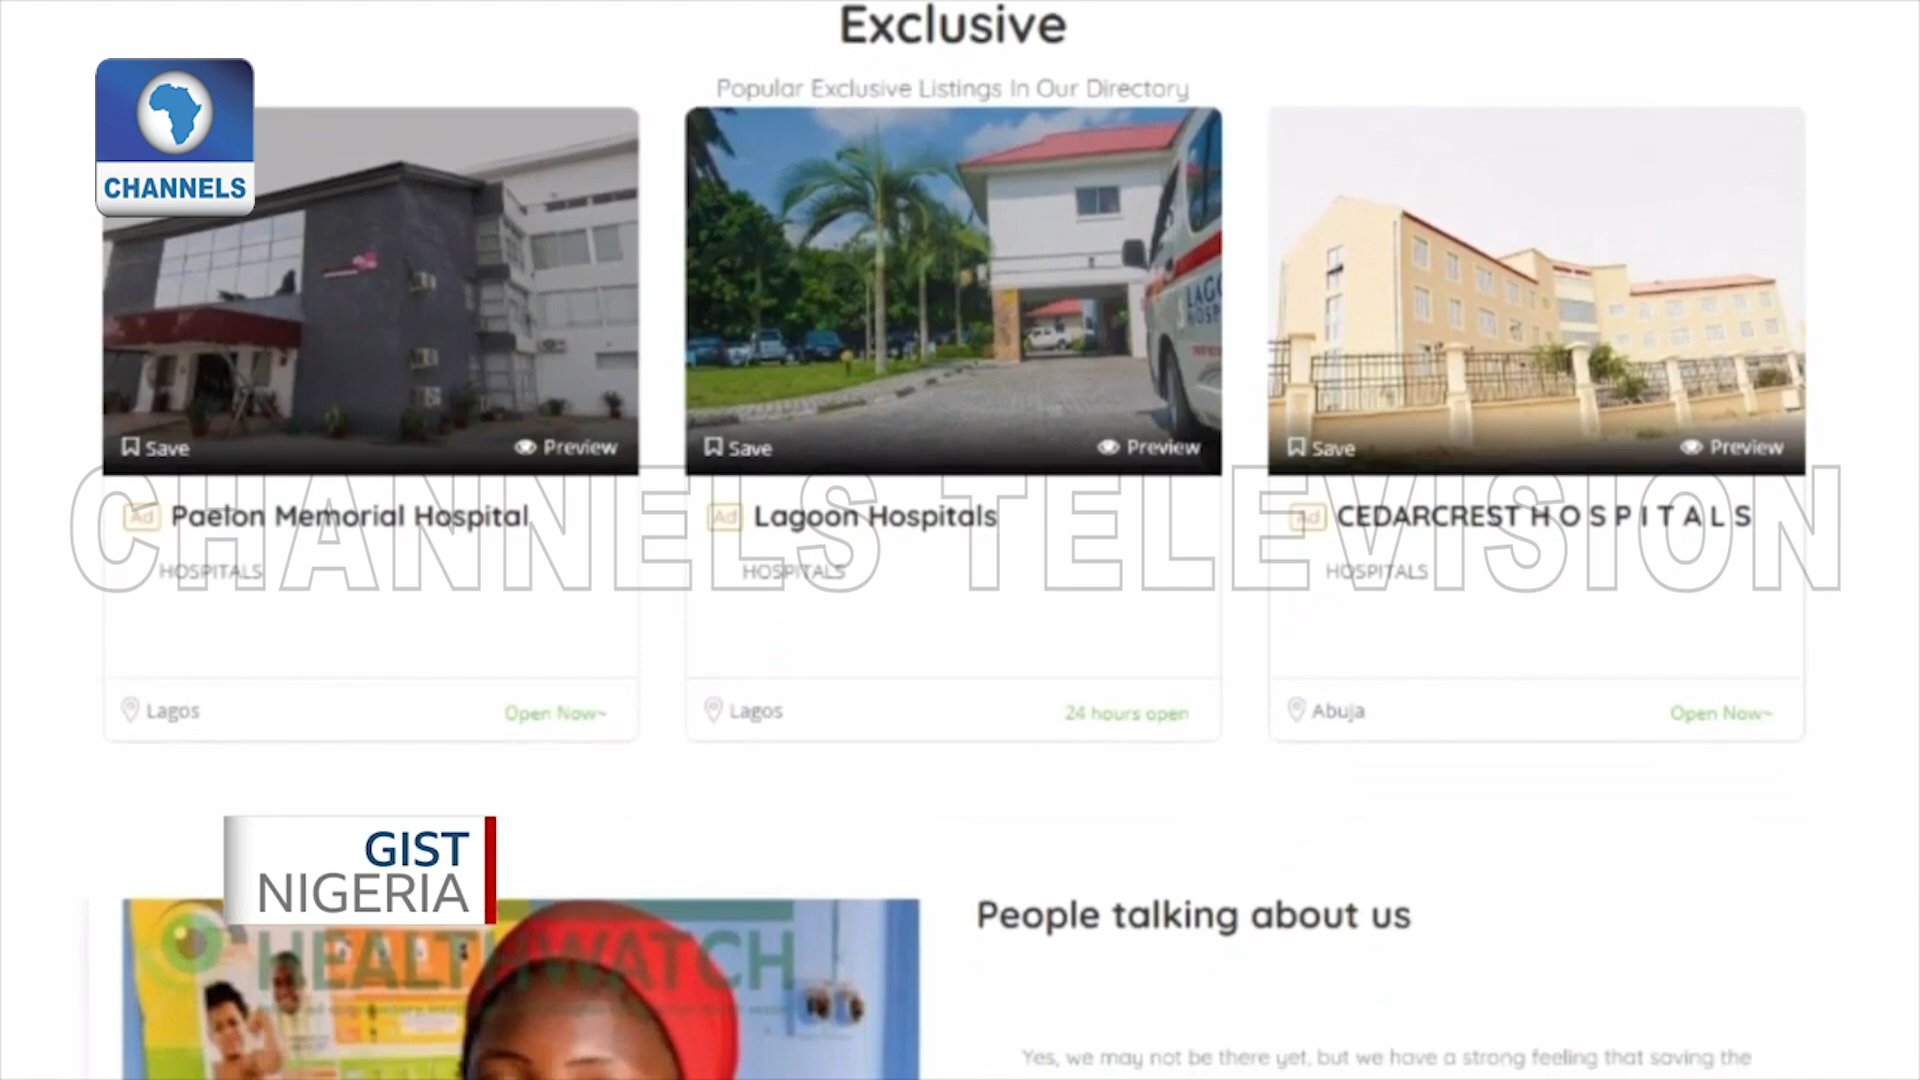 Exclusive
Popular Exclusive Listings In Our Directory
CHANNELS
Save
Preview
Save
Preview
Save
Preview
LAGO
HOSP
CHANNELS TELEVISION
Ad Paelon Memorial Hospital
HOSPITALS
Ad Lagoon Hospitals
HOSPITALS
Ad CEDARCREST H O S P I T A L S
HOSPITALS
Lagos
Open Now~
Lagos
24 hours open
Abuja
Open Now~
GIST
NIGERIA
HEALTHWATCH
People talking about us
Yes, we may not be there yet, but we have a strong feeling that saving the